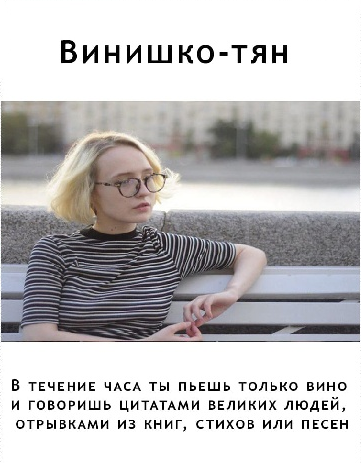 Винишко-тян
В течение часа ты пьешь только вино
и говоришь цитатами великих людей,
отрывками из книг, стихов или песен